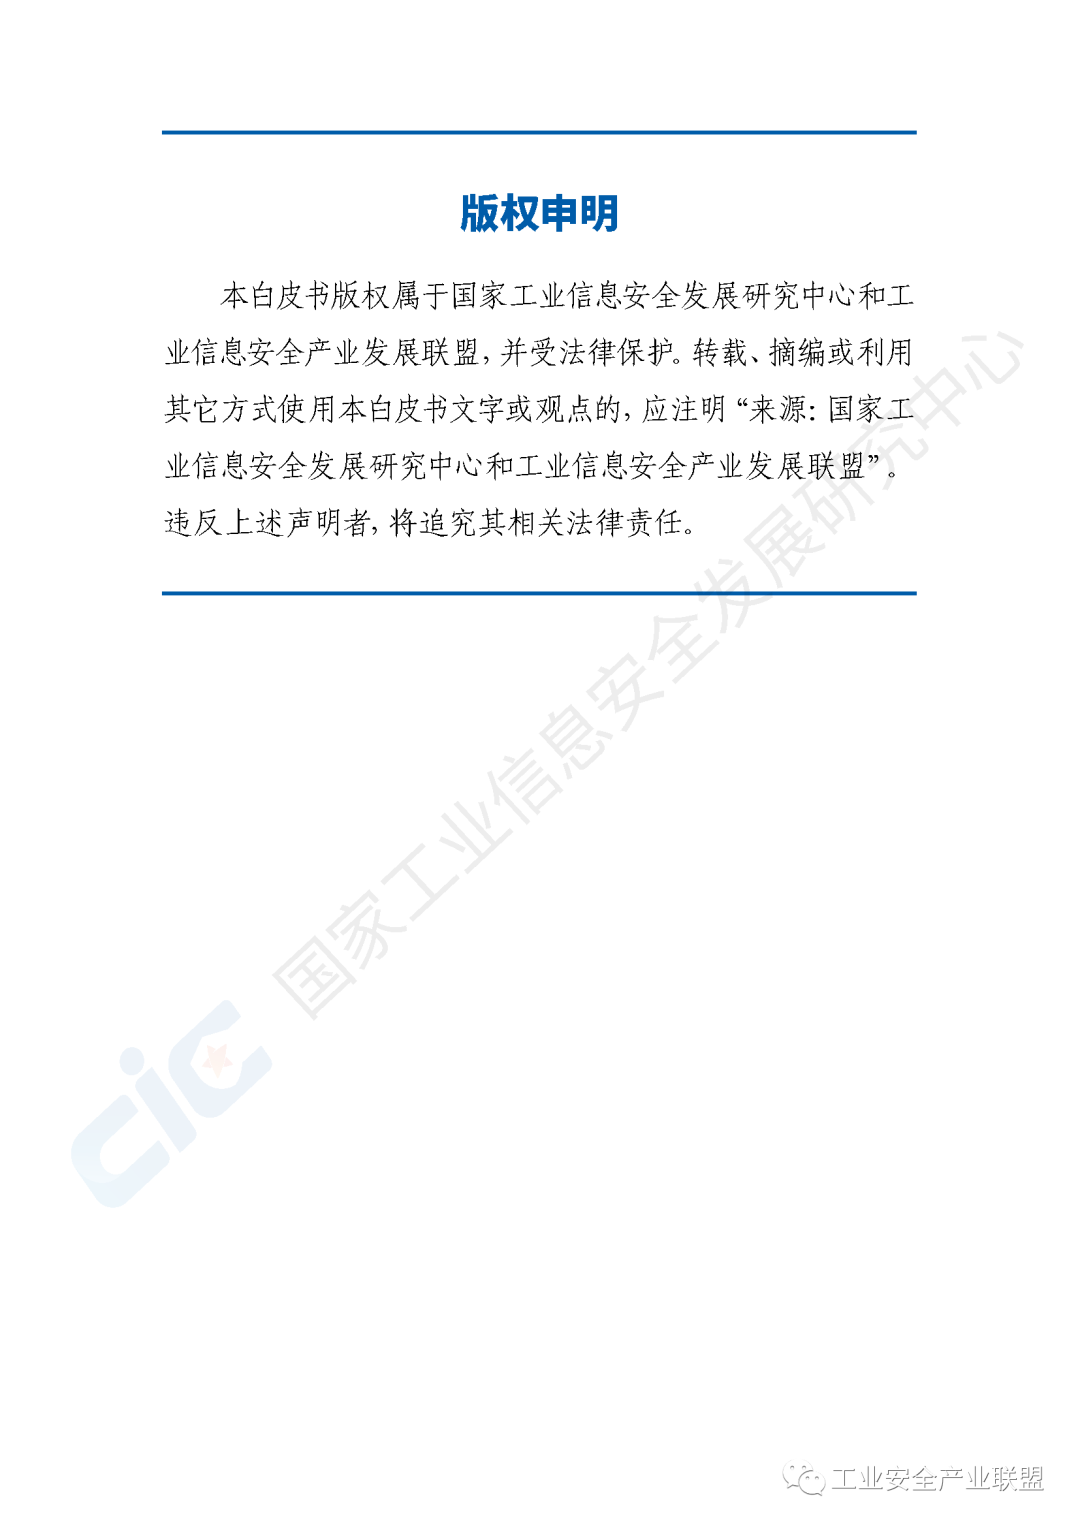 版权申明
本白皮书版权属于国家工业信息安全发展研究中心和工
业信息安全产业发展联盟，并受法律保护。转载、摘编或利用
其它方式使用本白皮书文字或观点的，应注明“来源：国家工
业信息安全发展研究中心和工业信息安全产业发展联盟”。
违反上述声明者，将追究其相关法律责任。
国家工业信息安全发展研究中心
CIC
工业安全产业联盟